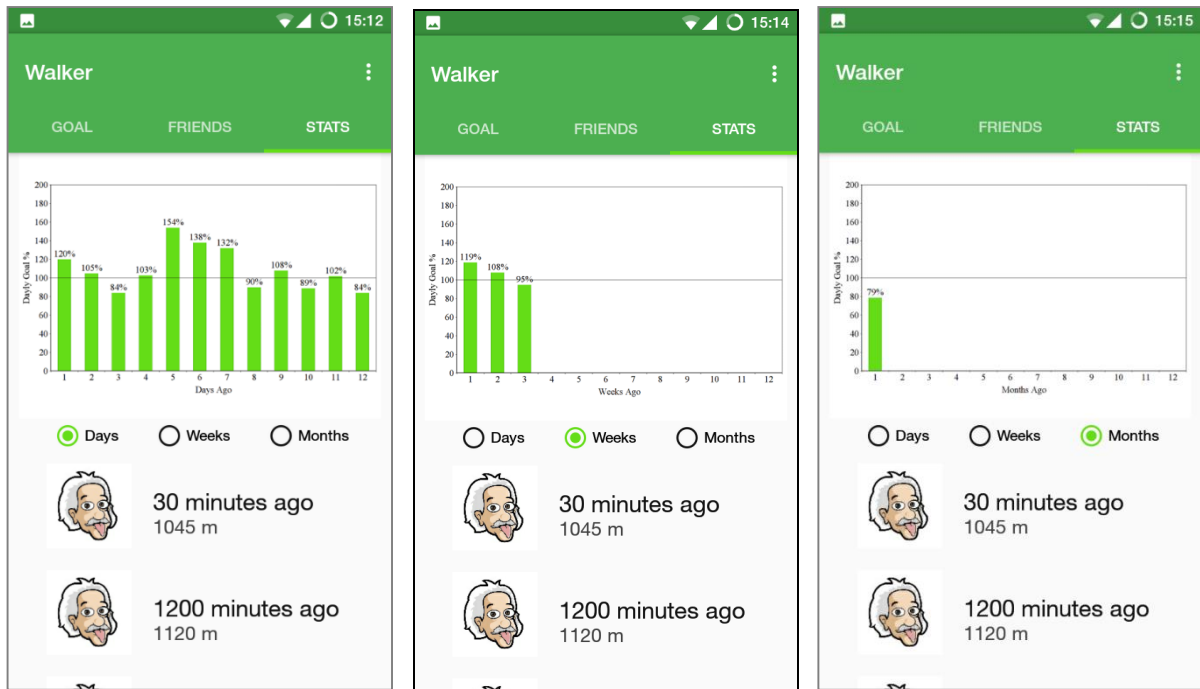 15:12
Walker
GOAL FRIENDS STATS
200
180
160
140
120
100
80
60
40
20
0
Dayly Goal %
120% 105% 84% 103% 154% 138% 132% 90% 108% 89% 102% 84%
1 2 3 4 5 6 7 8 9 10 11 12
Days Ago
Days Weeks Months
30 minutes ago
1045 m
1200 minutes ago
1120 m
15:14
Walker
GOAL FRIENDS STATS
200
180
160
140
120
100
80
60
40
20
0
Dayly Goal %
119% 108% 95%
1 2 3 4 5 6 7 8 9 10 11 12
Weeks Ago
Days Weeks Months
30 minutes ago
1045 m
1200 minutes ago
1120 m
15:15
Walker
GOAL FRIENDS STATS
200
180
160
140
120
100
80
60
40
20
0
Dayly Goal %
79%
1 2 3 4 5 6 7 8 9 10 11 12
Months Ago
Days Weeks Months
30 minutes ago
1045 m
1200 minutes ago
1120 m